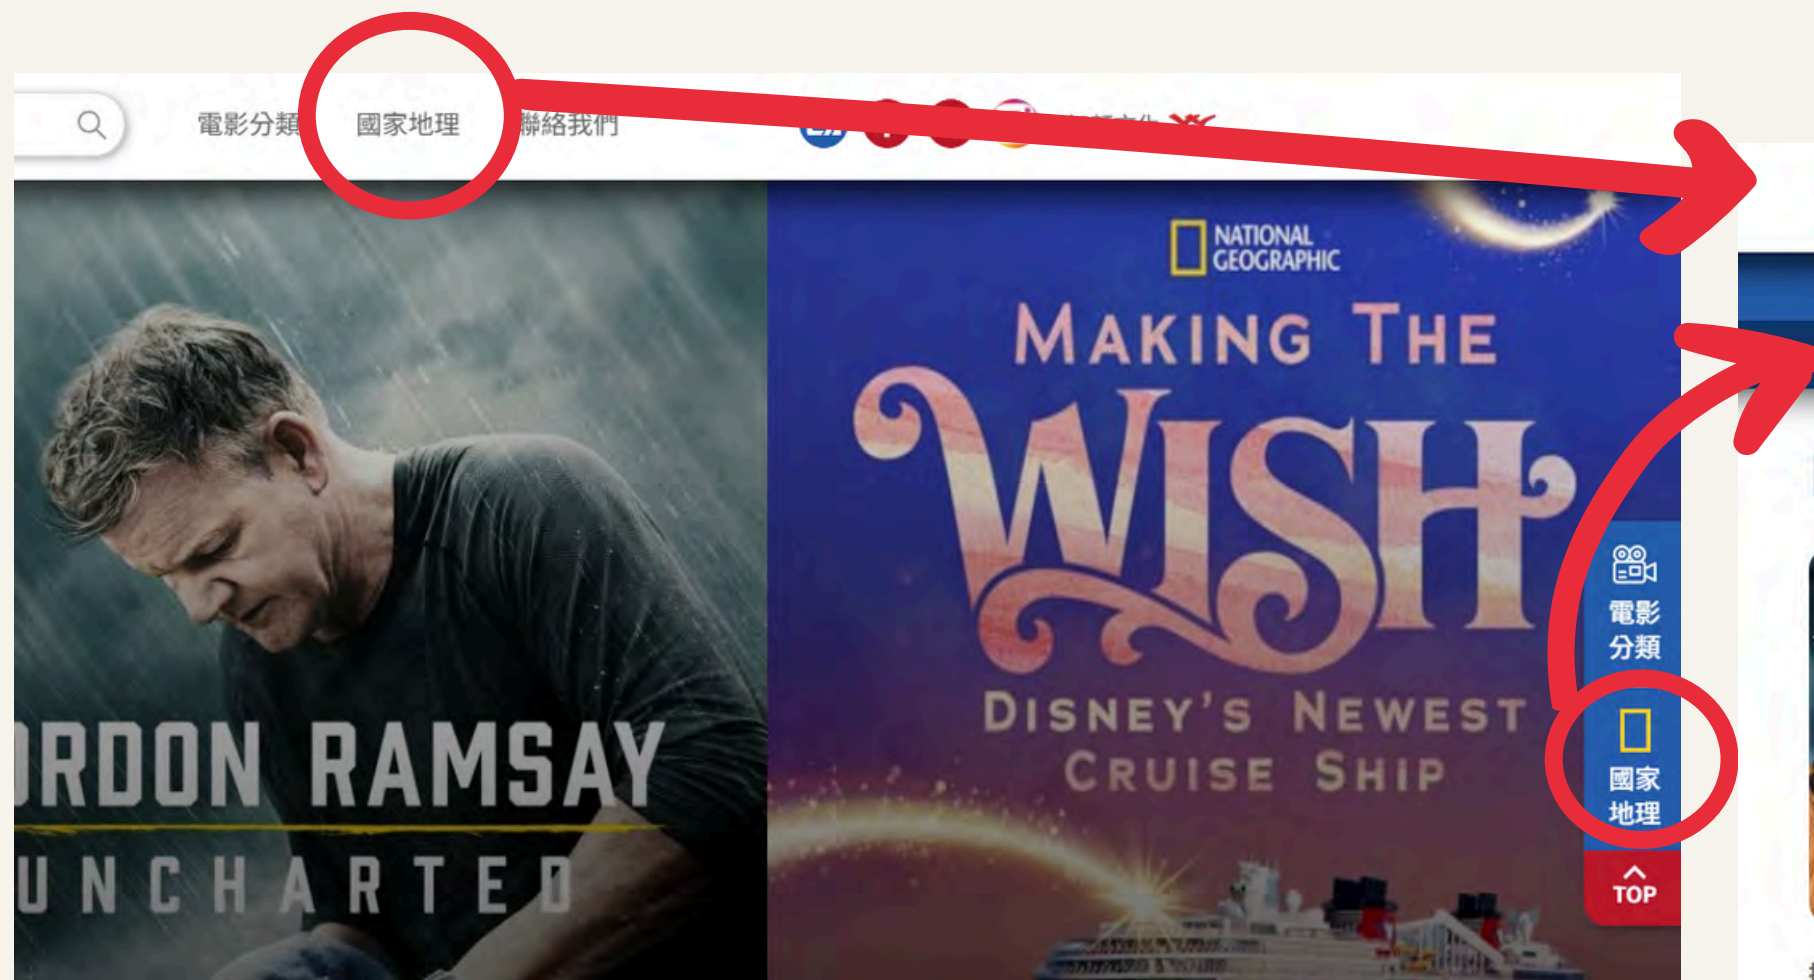 電影分類
國家地理
聯絡我們
NATIONAL
GEOGRAPHIC
MAKING THE
WISH
DISNEY'S NEWEST
CRUISE SHIP
ORDON RAMSAY
UNCHARTED
電影
分類
國家
地理
TOP